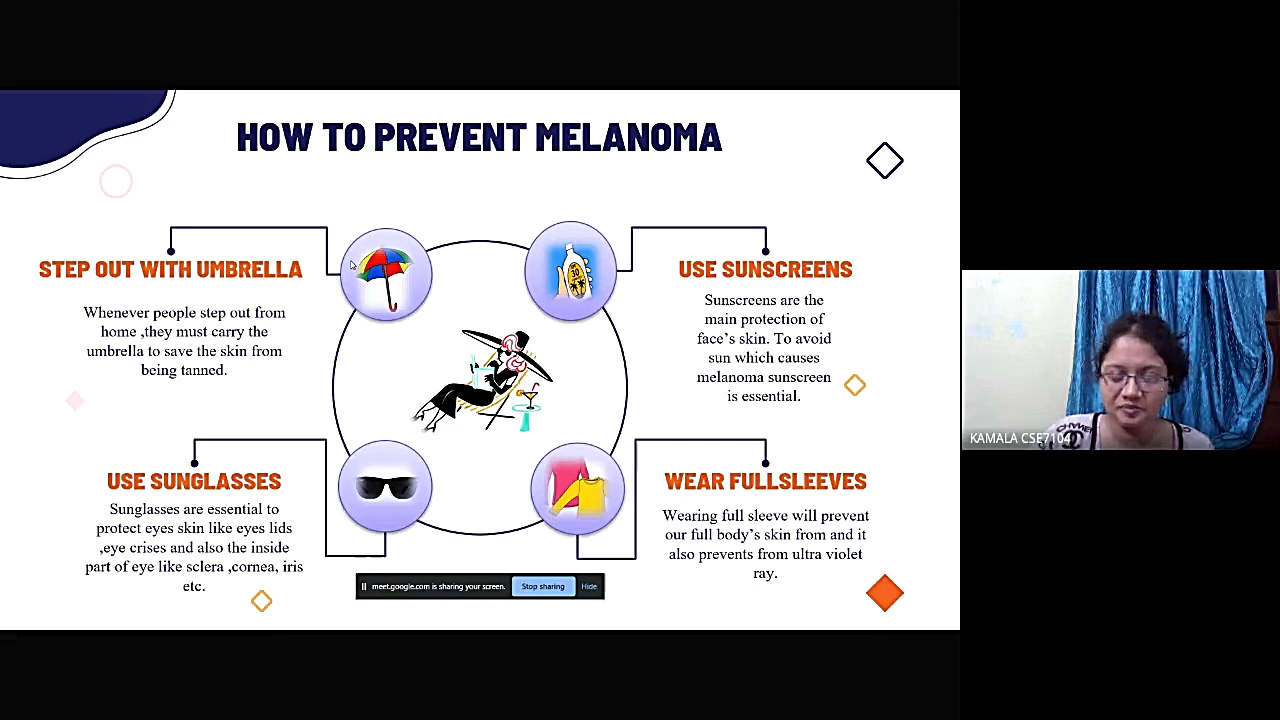 HOW TO PREVENT MELANOMA
STEP OUT WITH UMBRELLA
Whenever people step out from
home ,they must carry the
umbrella to save the skin from
being tanned.
USE SUNSCREENS
Sunscreens are the
main protection of
face's skin. To avoid
sun which causes
melanoma sunscreen
is essential.
USE SUNGLASSES
Sunglasses are essential to
protect eyes skin like eyes lids
,eye crises and also the inside
part of eye like sclera ,cornea, iris
etc.
WEAR FULLSLEEVES
Wearing full sleeve will prevent
our full body's skin from and it
also prevents from ultra violet
ray.
meet.google.com is sharing your screen.
Stop sharing
Hide
KAMALA CSE7104